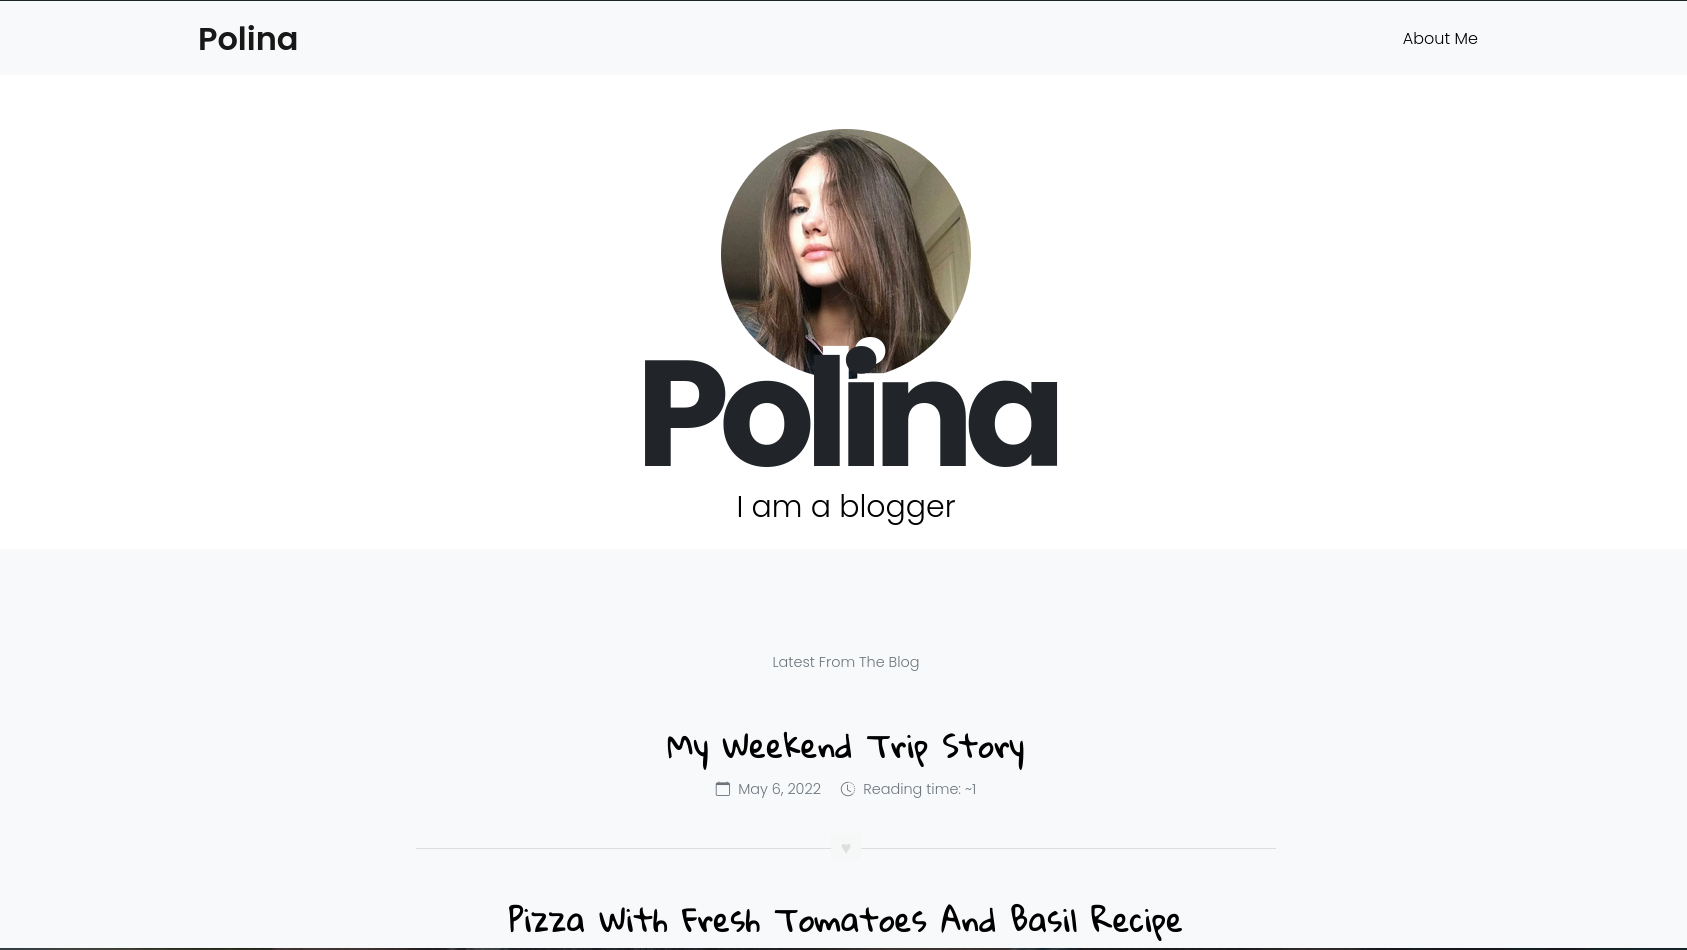 Polina
About Me
Polina
I am a blogger
Latest From The Blog
My Weekend Trip Story
May 6, 2022 Reading time: ~1
Pizza With Fresh Tomatoes And Basil Recipe